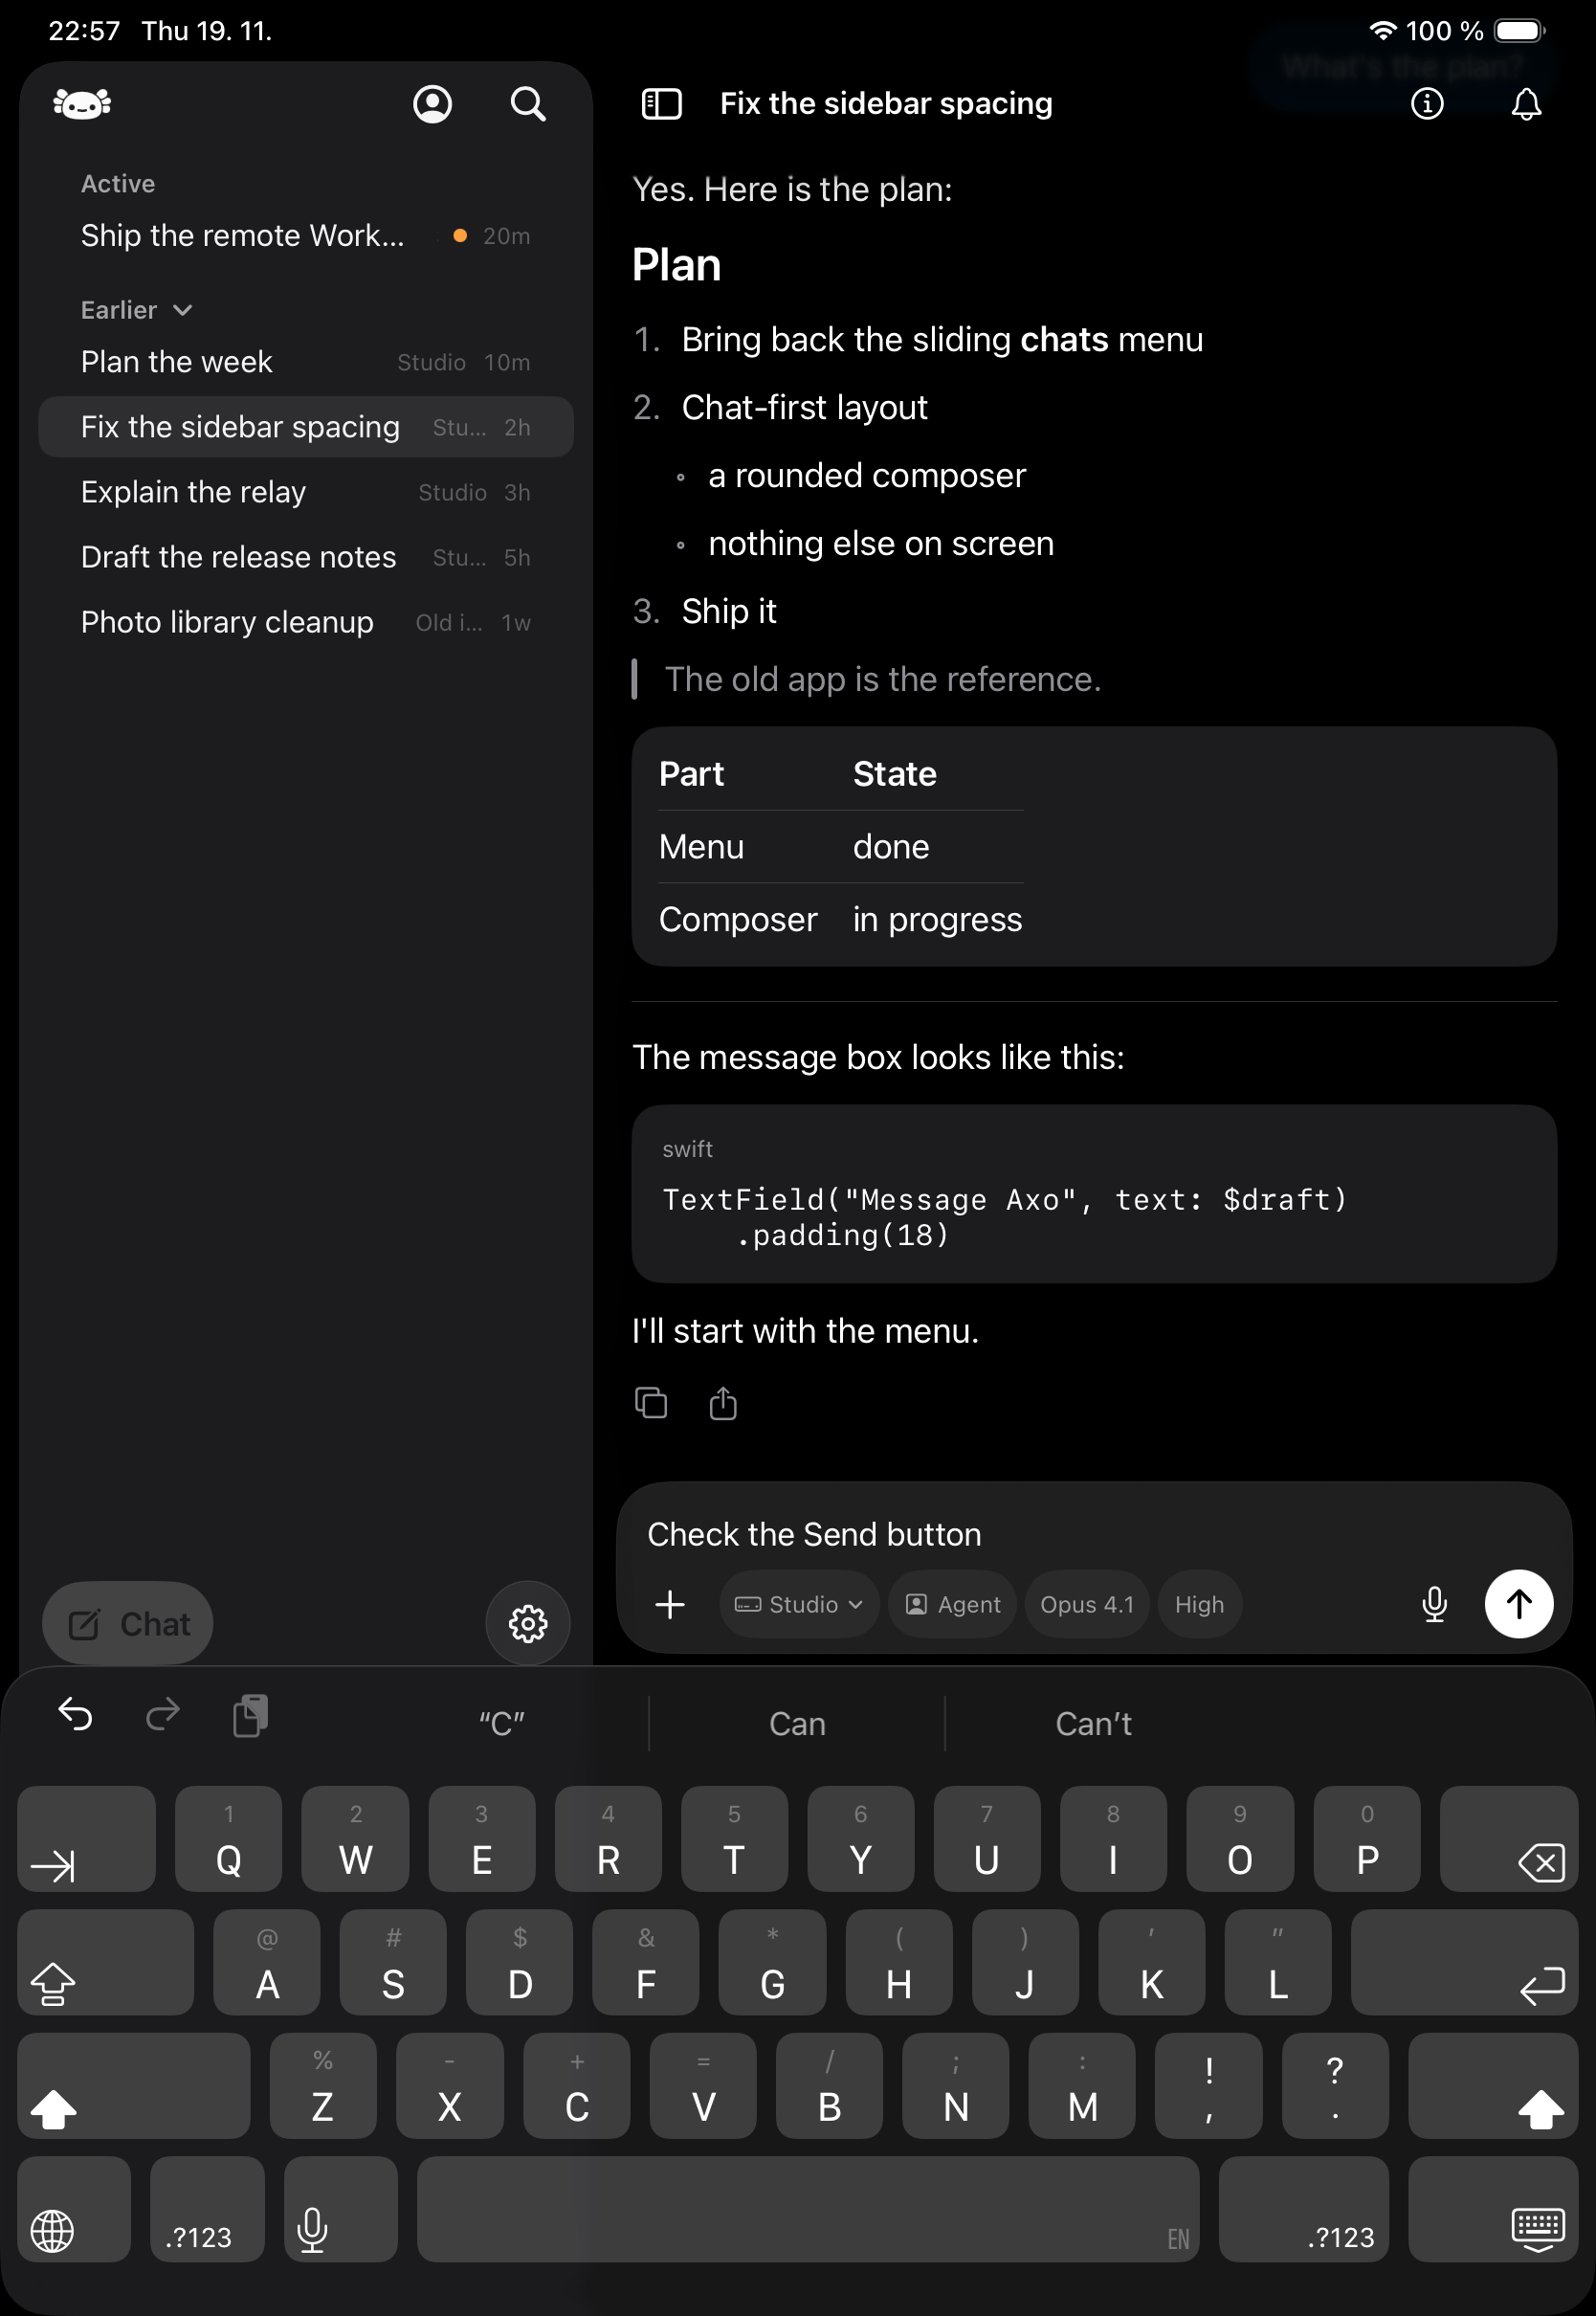 22:57 Thu 19. 11.
100 %
What's the plan?
Fix the sidebar spacing
Active
Ship the remote Work... 20m
Earlier
Plan the week Studio 10m
Fix the sidebar spacing Stu... 2h
Explain the relay Studio 3h
Draft the release notes Stu... 5h
Photo library cleanup Old i... 1w
Chat
Yes. Here is the plan:
Plan
1. Bring back the sliding chats menu
2. Chat-first layout
◦ a rounded composer
◦ nothing else on screen
3. Ship it
The old app is the reference.
Part State
Menu done
Composer in progress
The message box looks like this:
swift
TextField("Message Axo", text: $draft)
    .padding(18)
I'll start with the menu.
Check the Send button
Studio Agent Opus 4.1 High
“C” Can Can’t
1 2 3 4 5 6 7 8 9 0
Q W E R T Y U I O P
@ # $ & * ( ) ' "
A S D F G H J K L
% - + = / ; : ! ?
Z X C V B N M , .
.?123 EN .?123